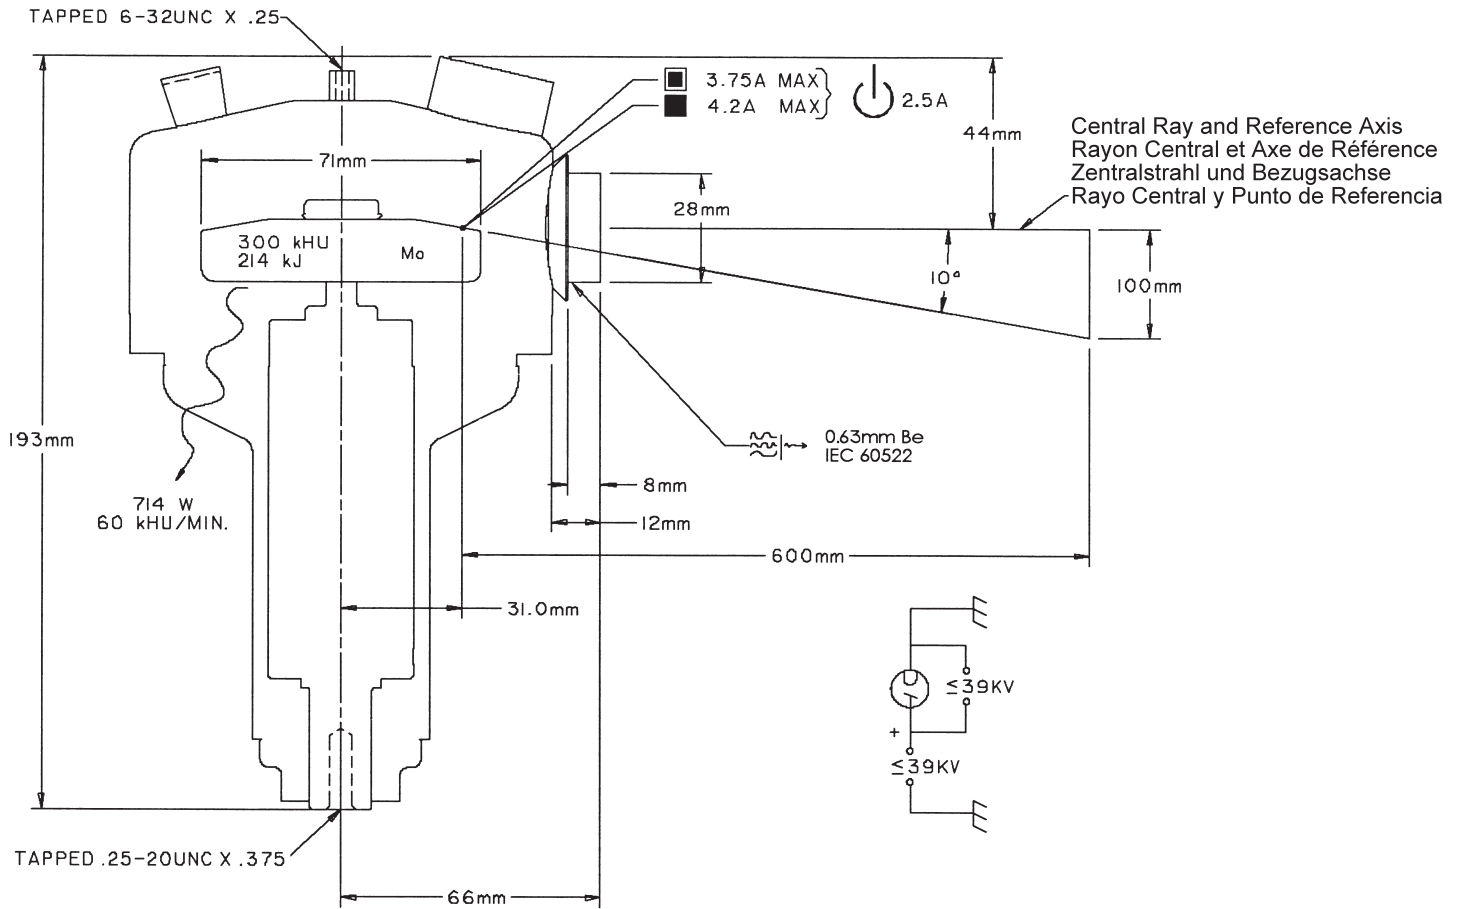 TAPPED 6-32UNC X .25
3.75A MAX
4.2A MAX
2.5A
44mm
Central Ray and Reference Axis
Rayon Central et Axe de Référence
Zentralstrahl und Bezugsachse
Rayo Central y Punto de Referencia
71mm
28mm
300 kHU
214 kJ
Mo
10°
100mm
193mm
0.63mm Be
IEC 60522
8mm
714 W
60 kHU/MIN.
12mm
600mm
31.0mm
≤39KV
+
≤39KV
TAPPED .25-20UNC X .375
66mm